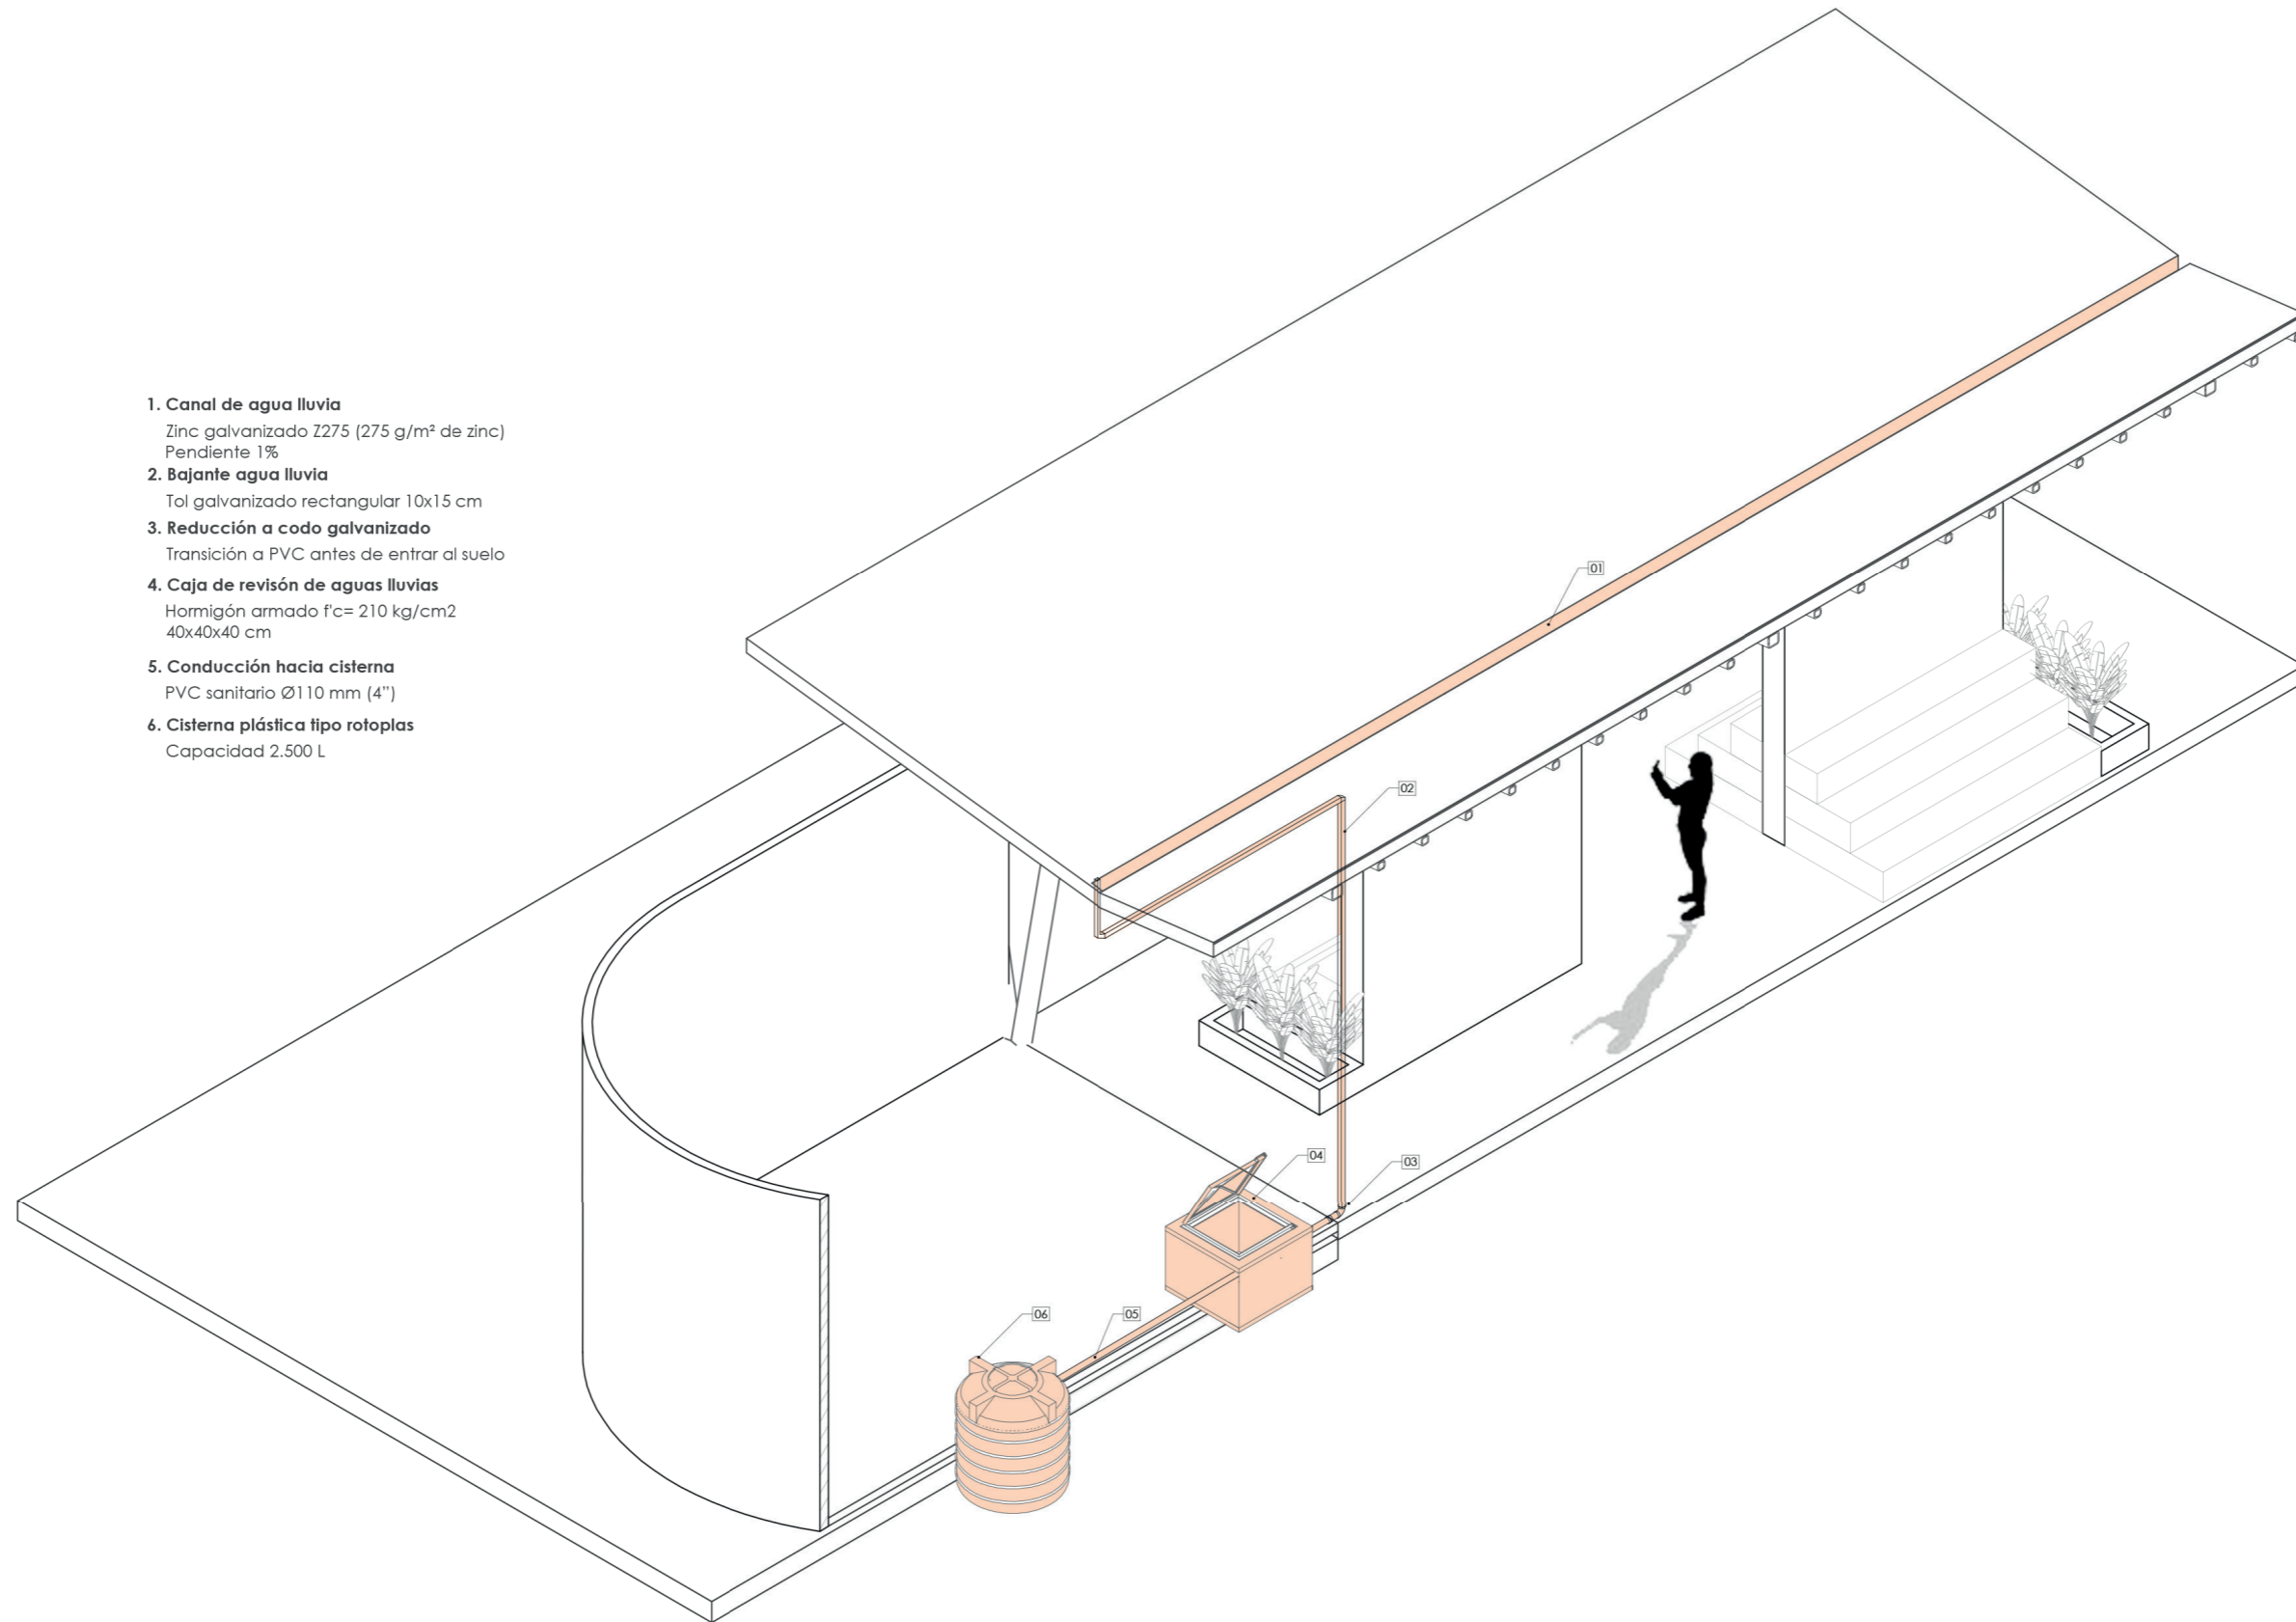 1. Canal de agua lluvia
Zinc galvanizado Z275 (275 g/m² de zinc)
Pendiente 1%
2. Bajante agua lluvia
Tol galvanizado rectangular 10x15 cm
3. Reducción a codo galvanizado
Transición a PVC antes de entrar al suelo
4. Caja de revisón de aguas lluvias
Hormigón armado f'c= 210 kg/cm2
40x40x40 cm
5. Conducción hacia cisterna
PVC sanitario Ø110 mm (4”)
6. Cisterna plástica tipo rotoplas
Capacidad 2.500 L
01
02
04
03
06
05